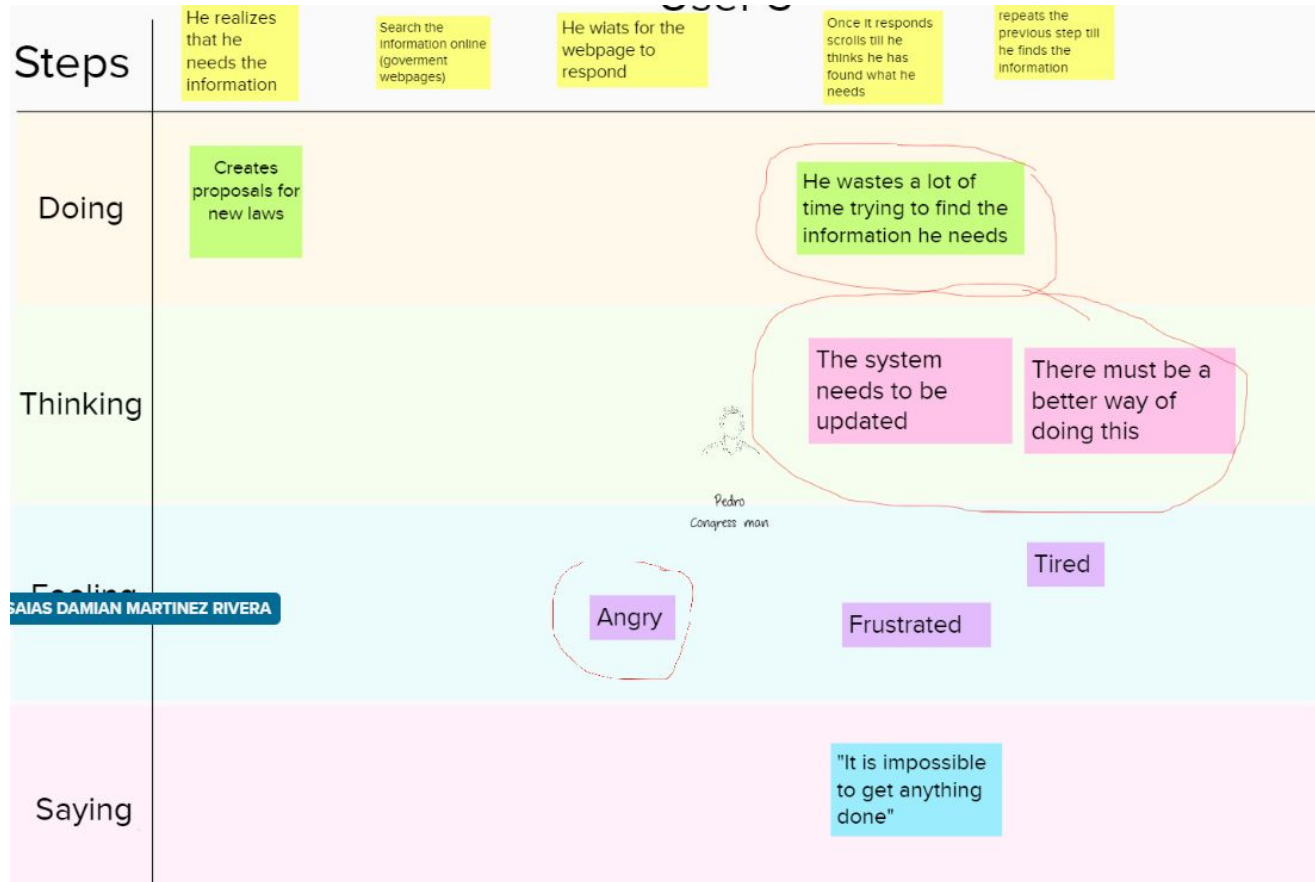 Steps
He realizes
that he
needs the
information
Search the
information online
(goverment
webpages)
He wiats for the
webpage to
respond
Once it responds
scrolls till he
thinks he has
found what he
needs
repeats the
previous step till
he finds the
information
Doing
Creates
proposals for
new laws
He wastes a lot of
time trying to find the
information he needs
Thinking
The system
needs to be
updated
There must be a
better way of
doing this
Pedro
Congress man
SAIAS DAMIAN MARTINEZ RIVERA
Angry
Frustrated
Tired
Saying
"It is impossible
to get anything
done"